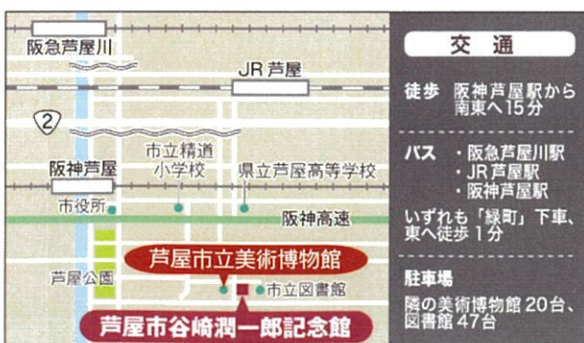 阪急芦屋川
JR 芦屋
2
阪神芦屋
市立精道
小学校
県立芦屋高等学校
市役所
阪神高速
芦屋市立美術博物館
芦屋公園
市立図書館
芦屋市谷崎潤一郎記念館
交通
徒歩 阪神芦屋駅から
南東へ15分
バス ・阪急芦屋川駅
・JR芦屋駅
・阪神芦屋駅
いずれも「緑町」下車、
東へ徒歩1分
駐車場
隣の美術博物館20台、
図書館47台